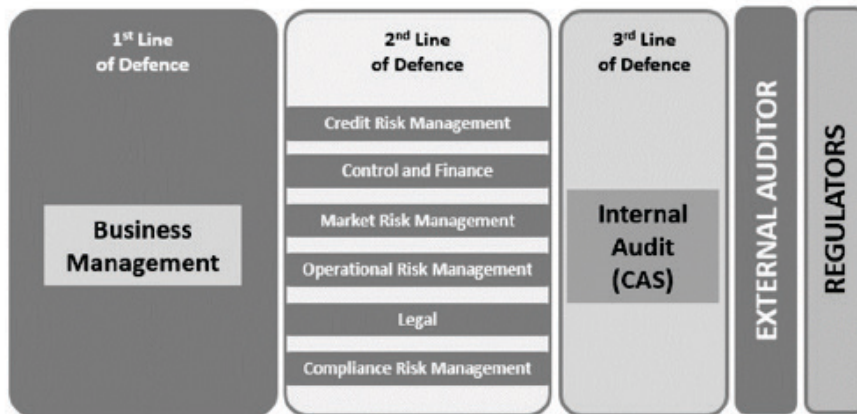 1st Line
of Defence
Business
Management
2nd Line
of Defence
Credit Risk Management
Control and Finance
Market Risk Management
Operational Risk Management
Legal
Compliance Risk Management
3rd Line
of Defence
Internal
Audit
(CAS)
EXTERNAL AUDITOR
REGULATORS